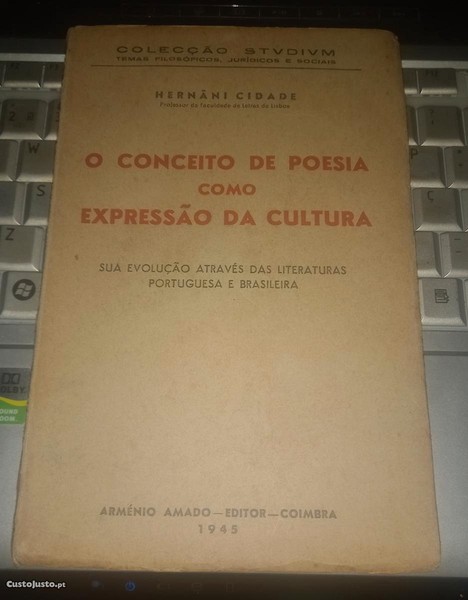 COLECÇÃO STVDIVM
TEMAS FILOSÓFICOS, JURÍDICOS E SOCIAIS
HERNÂNI CIDADE
Professor da Faculdade de Letras de Lisboa
O CONCEITO DE POESIA
COMO
EXPRESSÃO DA CULTURA
SUA EVOLUÇÃO ATRAVÉS DAS LITERATURAS
PORTUGUESA E BRASILEIRA
ARMÉNIO AMADO—EDITOR—COIMBRA
1945
DOLBY
CustoJusto.pt